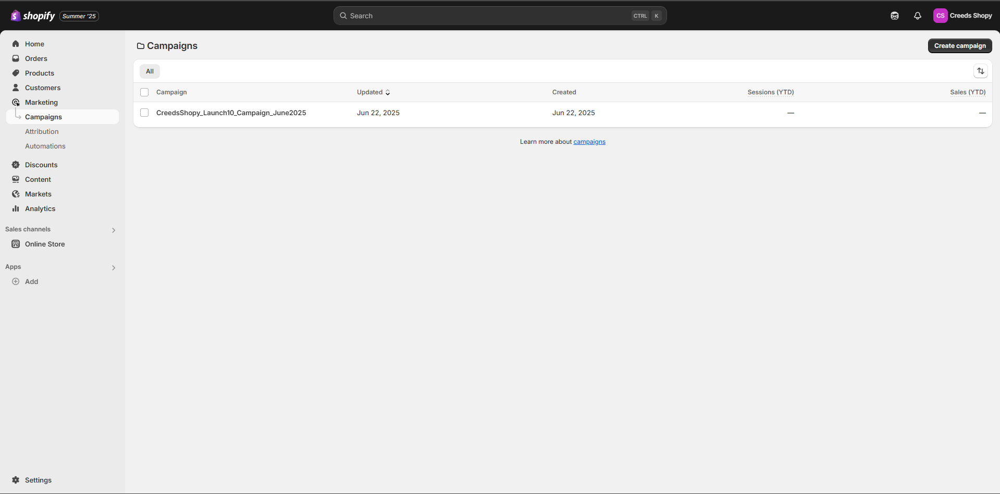 shopify Summer '25
Search CTRL K
CS Creeds Shopy
Home
Orders
Products
Customers
Marketing
Campaigns
Attribution
Automations
Discounts
Content
Markets
Analytics
Sales channels
Online Store
Apps
Add
Settings
Campaigns
Create campaign
All
Campaign Updated Created Sessions (YTD) Sales (YTD)
CreedsShopy_Launch10_Campaign_June2025 Jun 22, 2025 Jun 22, 2025 — —
Learn more about campaigns